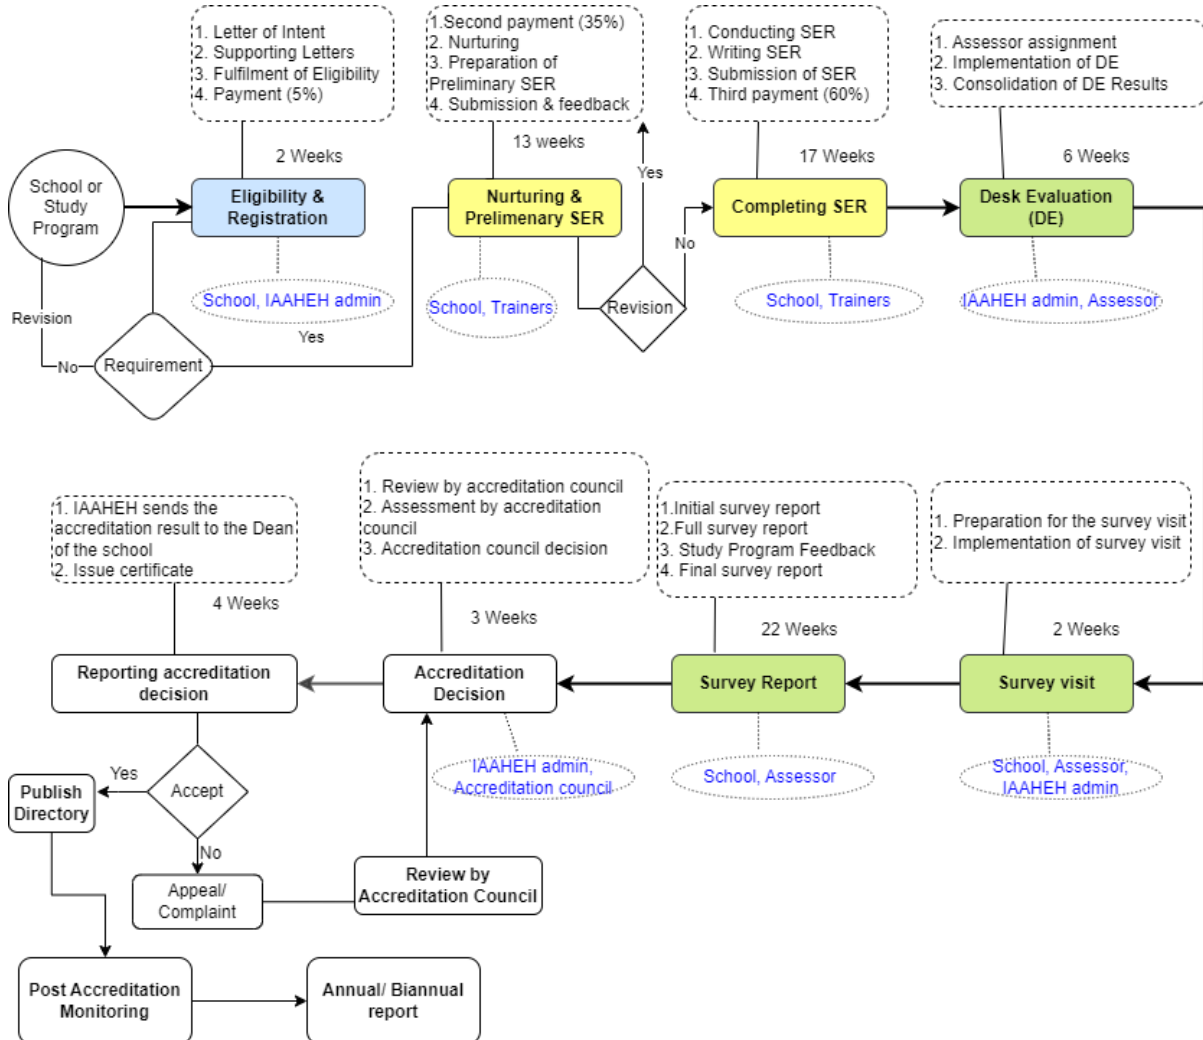 1. Letter of Intent
2. Supporting Letters
3. Fulfilment of Eligibility
4. Payment (5%)
1.Second payment (35%)
2. Nurturing
3. Preparation of
Preliminary SER
4. Submission & feedback
1. Conducting SER
2. Writing SER
3. Submission of SER
4. Third payment (60%)
1. Assessor assignment
2. Implementation of DE
3. Consolidation of DE Results
2 Weeks
13 weeks
17 Weeks
6 Weeks
School or
Study
Program
Eligibility &
Registration
Nurturing &
Prelimenary SER
Yes
Completing SER
Desk Evaluation
(DE)
No
School, IAAHEH admin
School, Trainers
Revision
School, Trainers
IAAHEH admin, Assessor
Revision
Yes
No
Requirement
1. IAAHEH sends the
accreditation result to the Dean
of the school
2. Issue certificate
1. Review by accreditation council
2. Assessment by accreditation
council
3. Accreditation council decision
1.Initial survey report
2.Full survey report
3. Study Program Feedback
4. Final survey report
1. Preparation for the survey visit
2. Implementation of survey visit
4 Weeks
3 Weeks
22 Weeks
2 Weeks
Reporting accreditation
decision
Accreditation
Decision
Survey Report
Survey visit
Yes
Accept
Publish
Directory
IAAHEH admin,
Accreditation council
School, Assessor
School, Assessor,
IAAHEH admin
No
Appeal/
Complaint
Review by
Accreditation Council
Post Accreditation
Monitoring
Annual/ Biannual
report